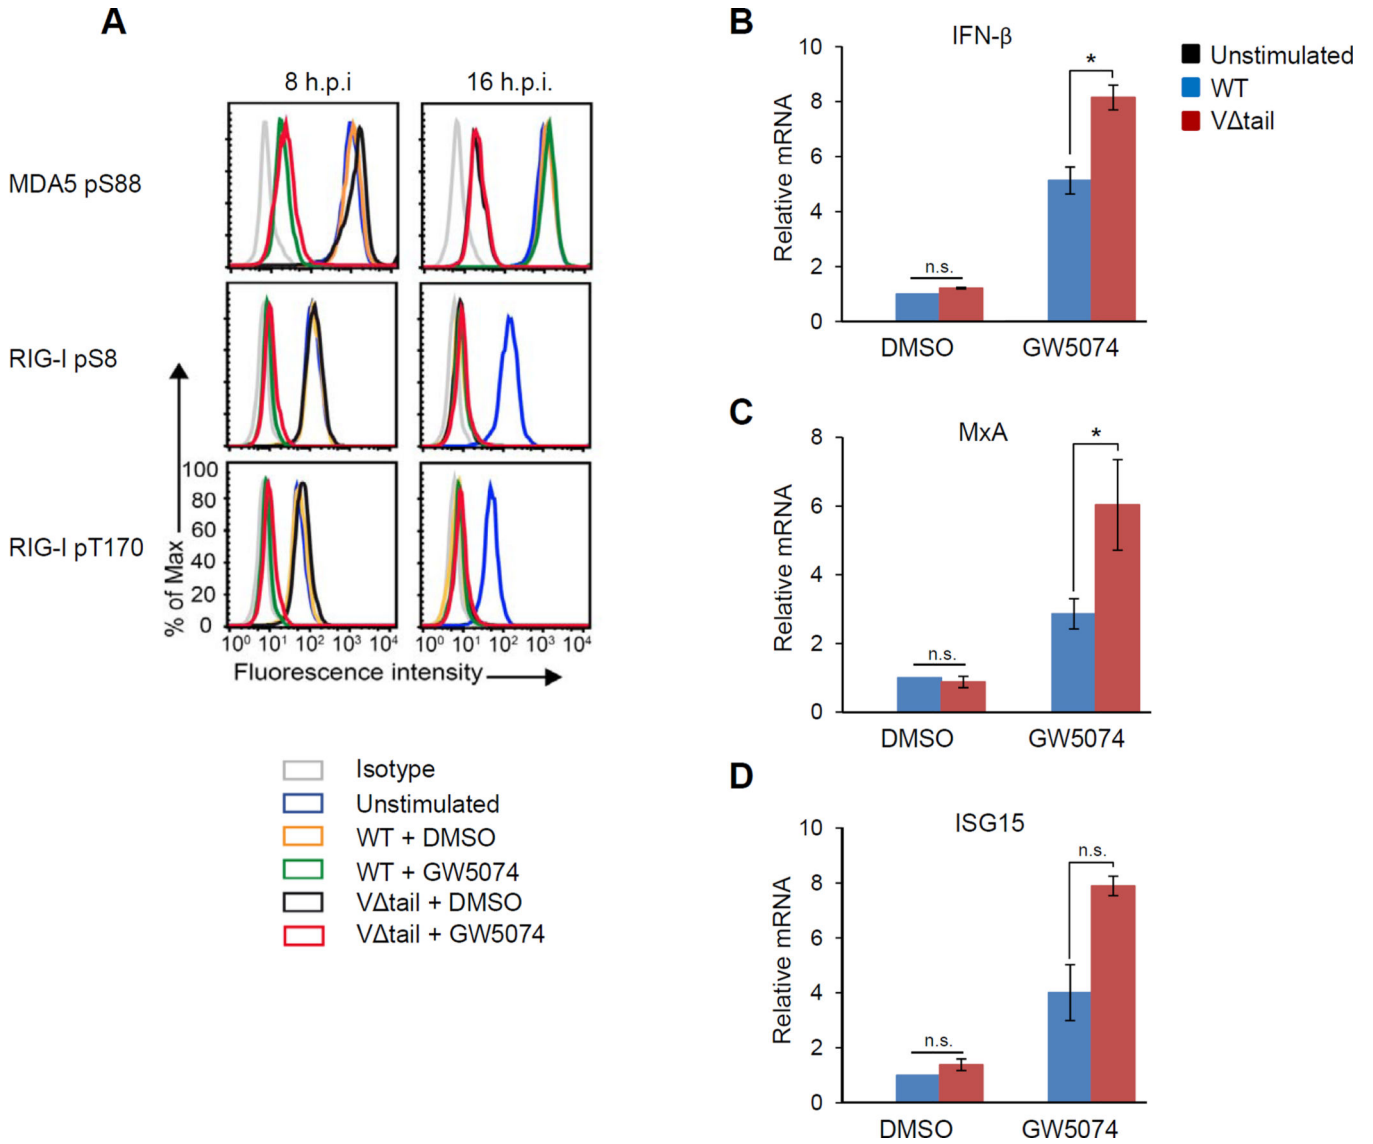 A
8 h.p.i
16 h.p.i.
MDA5 pS88
RIG-I pS8
RIG-I pT170
% of Max
100
80
60
40
20
0
10⁰ 10¹ 10² 10³ 10⁴
10⁰ 10¹ 10² 10³ 10⁴
Fluorescence intensity
Isotype
Unstimulated
WT + DMSO
WT + GW5074
VΔtail + DMSO
VΔtail + GW5074
B
IFN-β
Relative mRNA
10
8
6
4
2
0
n.s.
*
DMSO
GW5074
Unstimulated
WT
VΔtail
C
MxA
Relative mRNA
8
6
4
2
0
n.s.
*
DMSO
GW5074
D
ISG15
Relative mRNA
10
8
6
4
2
0
n.s.
n.s.
DMSO
GW5074